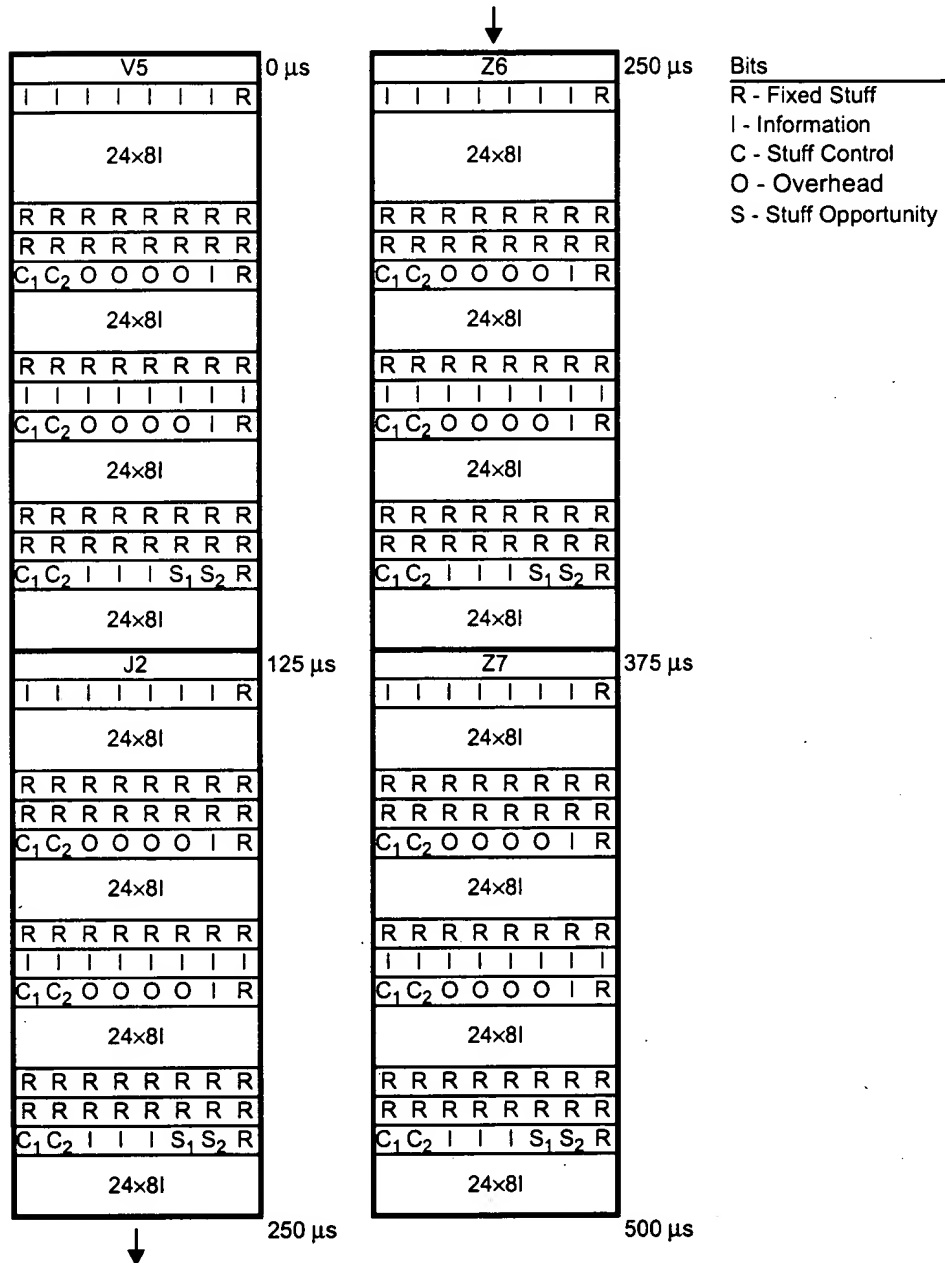 V5 0 μs
I I I I I I I R
24×8I
R R R R R R R R
R R R R R R R R
C₁ C₂ O O O O I R
24×8I
R R R R R R R R
I I I I I I I I
C₁ C₂ O O O O I R
24×8I
R R R R R R R R
R R R R R R R R
C₁ C₂ I I I S₁ S₂ R
24×8I
J2 125 μs
I I I I I I I R
24×8I
R R R R R R R R
R R R R R R R R
C₁ C₂ O O O O I R
24×8I
R R R R R R R R
I I I I I I I I
C₁ C₂ O O O O I R
24×8I
R R R R R R R R
R R R R R R R R
C₁ C₂ I I I S₁ S₂ R
24×8I
250 μs
Z6 250 μs
I I I I I I I R
24×8I
R R R R R R R R
R R R R R R R R
C₁ C₂ O O O O I R
24×8I
R R R R R R R R
I I I I I I I I
C₁ C₂ O O O O I R
24×8I
R R R R R R R R
R R R R R R R R
C₁ C₂ I I I S₁ S₂ R
24×8I
Z7 375 μs
I I I I I I I R
24×8I
R R R R R R R R
R R R R R R R R
C₁ C₂ O O O O I R
24×8I
R R R R R R R R
I I I I I I I I
C₁ C₂ O O O O I R
24×8I
R R R R R R R R
R R R R R R R R
C₁ C₂ I I I S₁ S₂ R
24×8I
500 μs
Bits
R - Fixed Stuff
I - Information
C - Stuff Control
O - Overhead
S - Stuff Opportunity